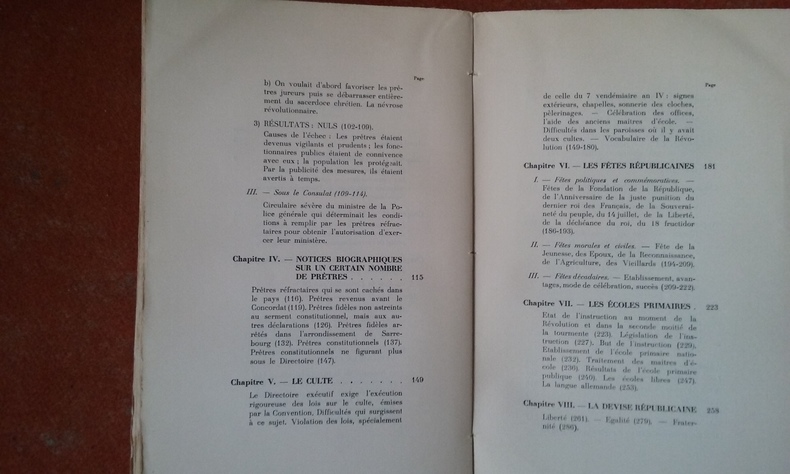 Page
b) On voulait d'abord favoriser les prê-
tres jureurs puis se débarrasser entière-
ment du sacerdoce chrétien. La névrose
révolutionnaire.
3) RÉSULTATS : NULS (102-109).
Causes de l'échec : Les prêtres étaient
devenus vigilants et prudents ; les fonc-
tionnaires publics étaient de connivence
avec eux ; la population les protégeait.
Par la publicité des mesures, ils étaient
avertis à temps.
III. — Sous le Consulat (109-114).
Circulaire sévère du ministre de la Po-
lice générale qui déterminait les condi-
tions à remplir par les prêtres réfrac-
taires pour obtenir l'autorisation d'exer-
cer leur ministère.
Chapitre IV. — NOTICES BIOGRAPHIQUES
SUR UN CERTAIN NOMBRE
DE PRÊTRES . . . . . . 115
Prêtres réfractaires qui se sont cachés dans
le pays (116). Prêtres revenus avant le
Concordat (119). Prêtres fidèles non astreints
au serment constitutionnel, mais aux au-
tres déclarations (126). Prêtres fidèles ar-
rêtés dans l'arrondissement de Sarre-
bourg (132). Prêtres constitutionnels (137).
Prêtres constitutionnels ne figurant plus
sous le Directoire (147).
Chapitre V. — LE CULTE . . . . . . . 149
Le Directoire exécutif exige l'exécution
rigoureuse des lois sur le culte, émises
par la Convention. Difficultés qui surgissent
à ce sujet. Violation des lois, spécialement
Page
de celle du 7 vendémiaire an IV : signes
extérieurs, chapelles, sonnerie des cloches,
pèlerinages. — Célébration des offices,
l'aide des anciens maîtres d'école. —
Difficultés dans les paroisses où il y avait
deux cultes. — Vocabulaire de la Révo-
lution (149-180).
Chapitre VI. — LES FÊTES RÉPUBLICAINES 181
I. — Fêtes politiques et commémoratices. —
Fêtes de la Fondation de la République,
de l'Anniversaire de la juste punition du
dernier roi des Français, de la Souverai-
neté du peuple, du 14 juillet, de la Liberté,
de la déchéance du roi, du 18 fructidor
(186-193).
II. — Fêtes morales et civiles. — Fête de la
Jeunesse, des Epoux, de la Reconnaissance,
de l'Agriculture, des Vieillards (194-209).
III. — Fêtes décadaires. — Etablissement, avan-
tages, mode de célébration, succès (209-222).
Chapitre VII. — LES ÉCOLES PRIMAIRES . 223
Etat de l'instruction au moment de la
Révolution et dans la seconde moitié de
la tourmente (223). Législation de l'ins-
truction (227). But de l'instruction (229).
Etablissement de l'école primaire natio-
nale (232). Traitement des maîtres d'é-
cole (236). Résultats de l'école primaire
publique (240). Les écoles libres (247).
La langue allemande (253).
Chapitre VIII. — LA DEVISE RÉPUBLICAINE 258
Liberté (261). — Egalité (279). — Frater-
nité (296).